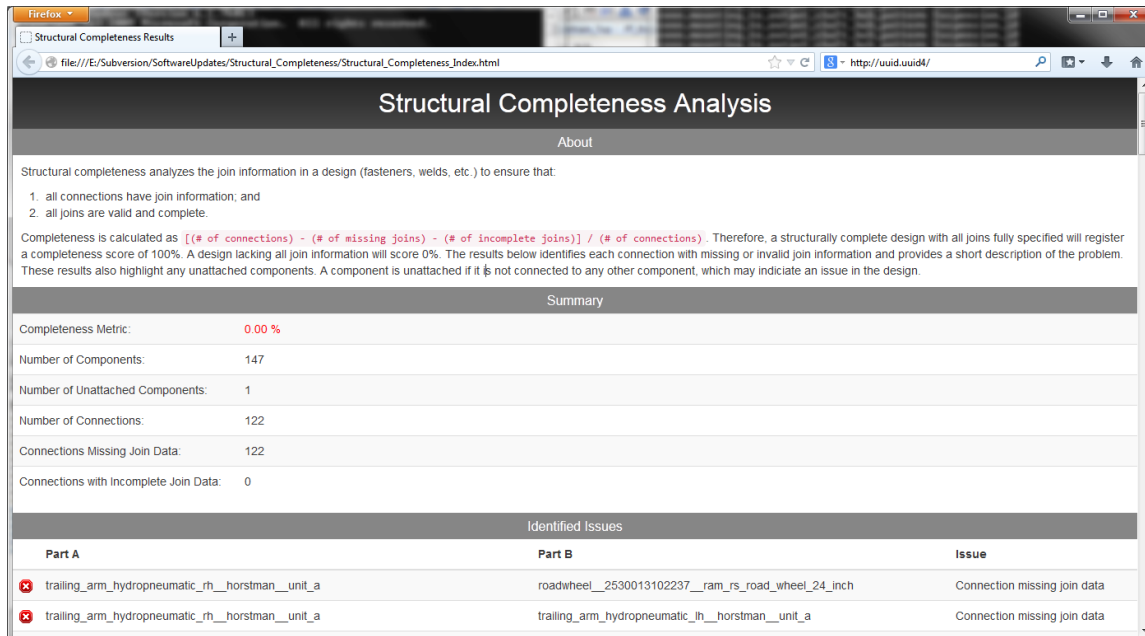 Firefox
Structural Completeness Results
file:///E:/Subversion/SoftwareUpdates/Structural_Completeness/Structural_Completeness_Index.html
http://uuid.uuid4/
Structural Completeness Analysis
About
Structural completeness analyzes the join information in a design (fasteners, welds, etc.) to ensure that:
1. all connections have join information; and
2. all joins are valid and complete.
Completeness is calculated as [(# of connections) - (# of missing joins) - (# of incomplete joins)] / (# of connections). Therefore, a structurally complete design with all joins fully specified will register
a completeness score of 100%. A design lacking all join information will score 0%. The results below identifies each connection with missing or invalid join information and provides a short description of the problem.
These results also highlight any unattached components. A component is unattached if it is not connected to any other component, which may indiciate an issue in the design.
Summary
Completeness Metric: 0.00 %
Number of Components: 147
Number of Unattached Components: 1
Number of Connections: 122
Connections Missing Join Data: 122
Connections with Incomplete Join Data: 0
Identified Issues
Part A Part B Issue
trailing_arm_hydropneumatic_rh__horstman__unit_a roadwheel__2530013102237__ram_rs_road_wheel_24_inch Connection missing join data
trailing_arm_hydropneumatic_rh__horstman__unit_a trailing_arm_hydropneumatic_lh__horstman__unit_a Connection missing join data